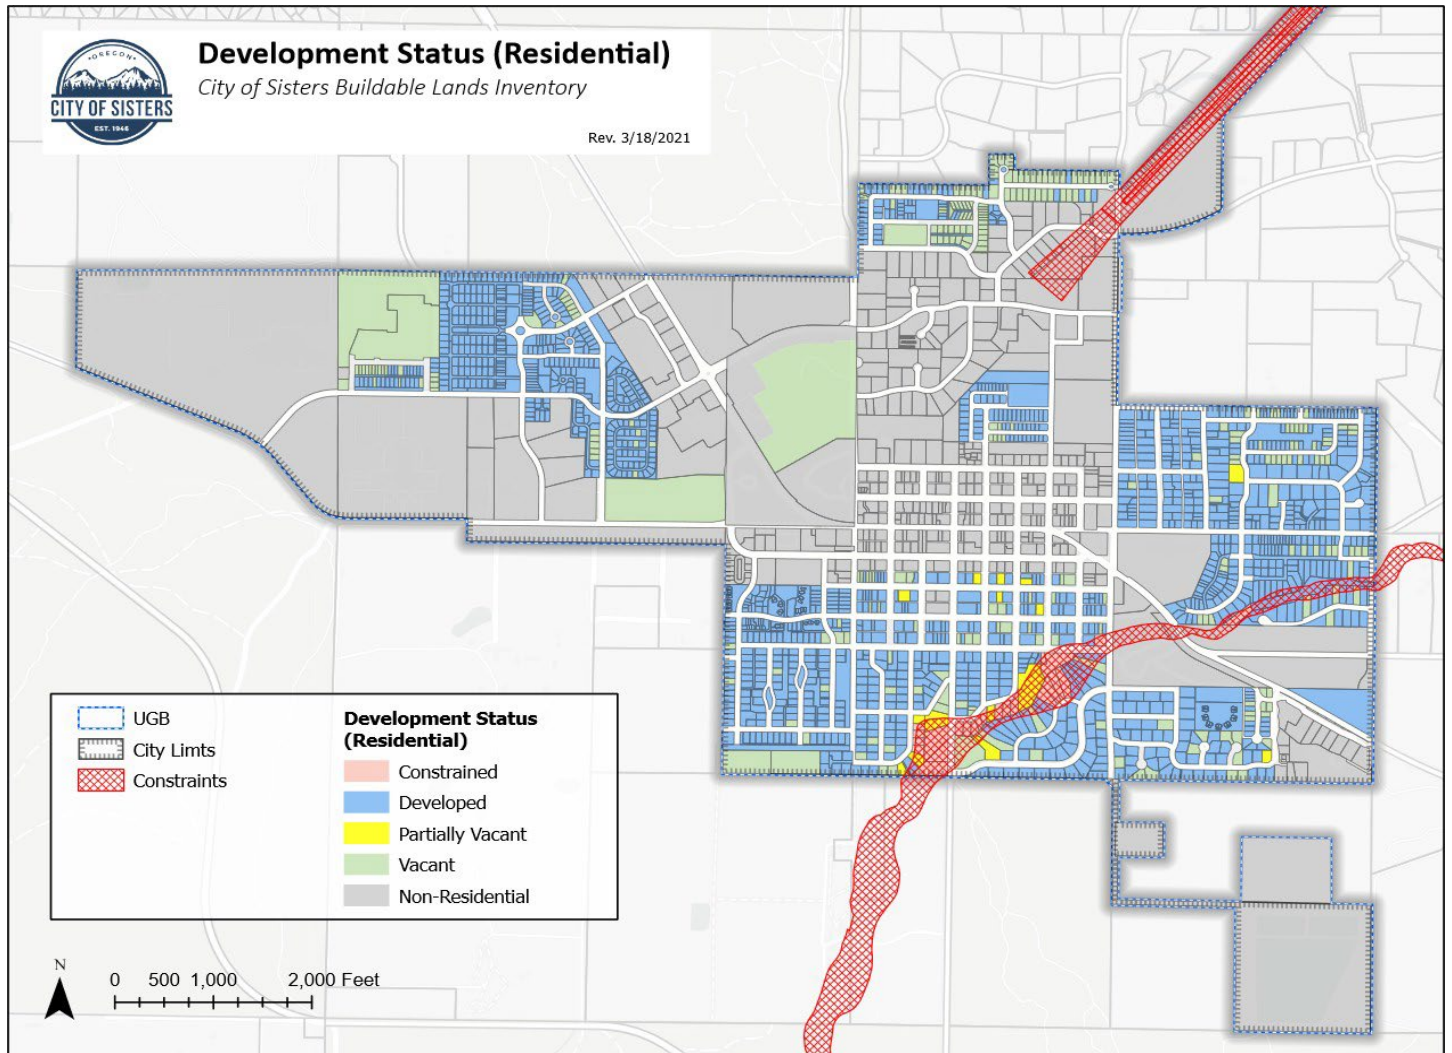 OREGON
CITY OF SISTERS
EST. 1946
Development Status (Residential)
City of Sisters Buildable Lands Inventory
Rev. 3/18/2021
UGB
City Limts
Constraints
Development Status
(Residential)
Constrained
Developed
Partially Vacant
Vacant
Non-Residential
N
0 500 1,000 2,000 Feet